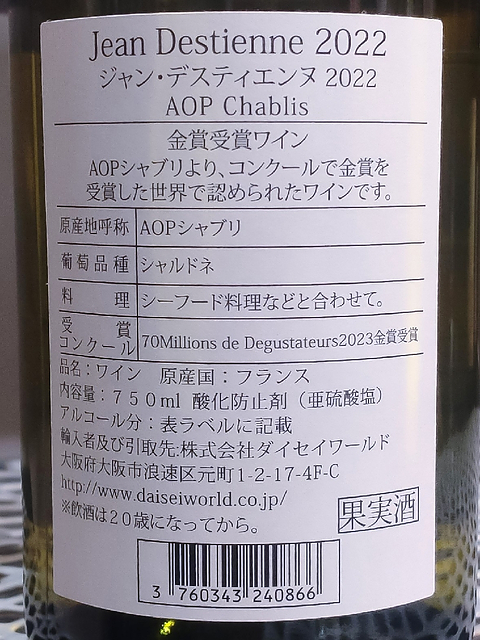 Jean Destienne 2022
ジャン・デスティエンヌ 2022
AOP Chablis
金賞受賞ワイン
AOPシャブリより、コンクールで金賞を
受賞した世界で認められたワインです。
原産地呼称 AOPシャブリ
葡萄品種 シャルドネ
料理 シーフード料理などと合わせて。
受賞コンクール 70Millions de Degustateurs2023金賞受賞
品名：ワイン 原産国：フランス
内容量：７５０ml 酸化防止剤（亜硫酸塩）
アルコール分：表ラベルに記載
輸入者及び引取先:株式会社ダイセイワールド
大阪府大阪市浪速区元町1-2-17-4F-C
http://www.daiseiworld.co.jp/
※飲酒は２０歳になってから。
果実酒
3 760343 240866